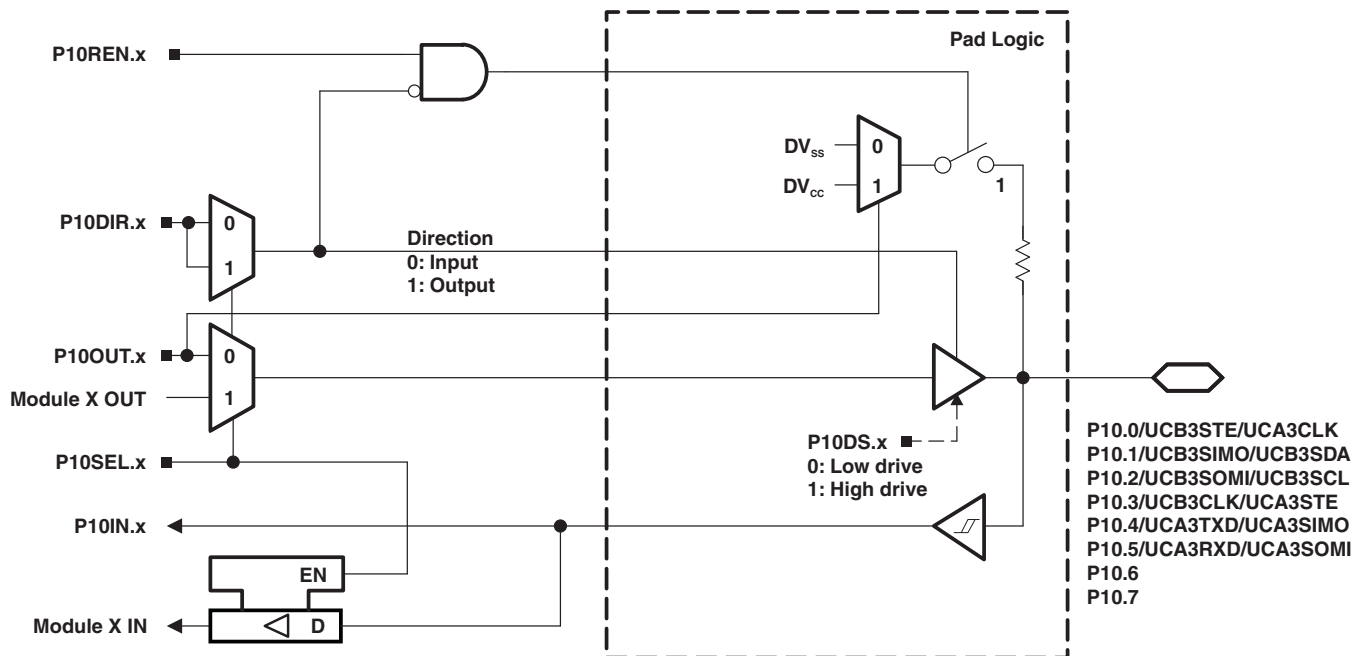 Pad Logic
P10REN.x
DVSS
0
DVCC
1
1
P10DIR.x
0
1
Direction
0: Input
1: Output
P10OUT.x
0
Module X OUT
1
P10DS.x
0: Low drive
1: High drive
P10SEL.x
P10IN.x
EN
Module X IN
D
P10.0/UCB3STE/UCA3CLK
P10.1/UCB3SIMO/UCB3SDA
P10.2/UCB3SOMI/UCB3SCL
P10.3/UCB3CLK/UCA3STE
P10.4/UCA3TXD/UCA3SIMO
P10.5/UCA3RXD/UCA3SOMI
P10.6
P10.7